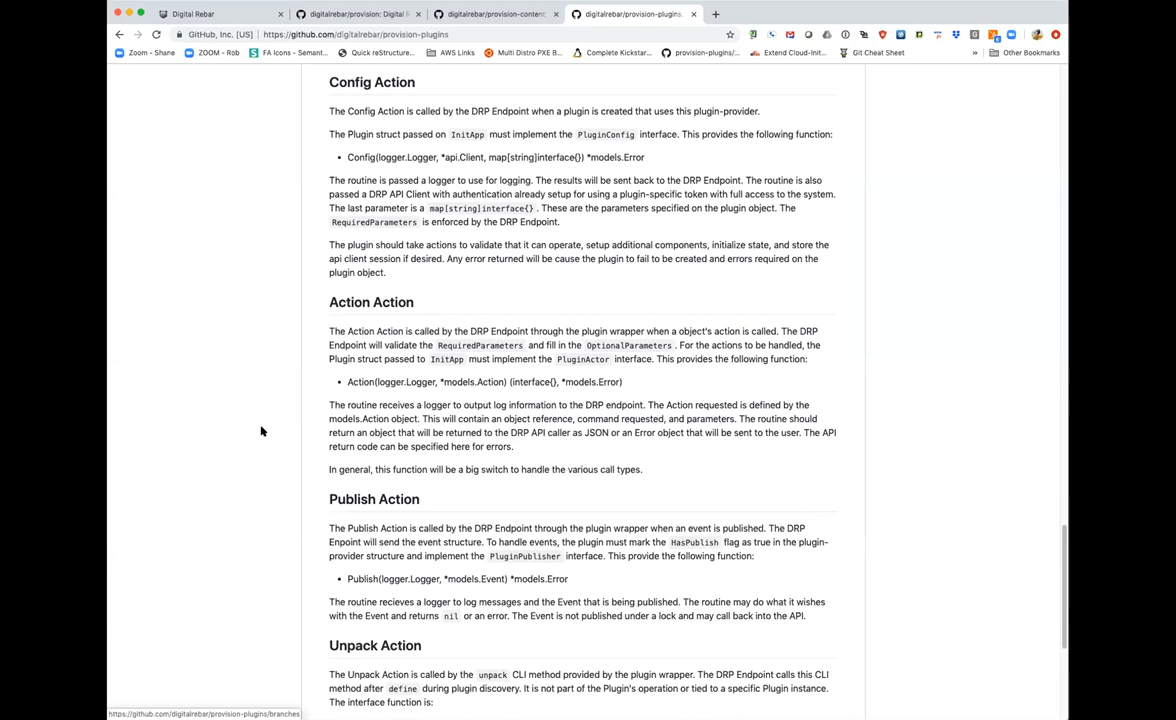 Digital Rebar
digitalrebar/provision: Digital R
digitalrebar/provision-content
digitalrebar/provision-plugins.
GitHub, Inc. [US] https://github.com/digitalrebar/provision-plugins
Zoom - Shane ZOOM - Rob FA Icons – Semant... Quick reStructure... AWS Links Multi Distro PXE B... Complete Kickstar... provision-plugins/... Extend Cloud-Init... Git Cheat Sheet » Other Bookmarks
Config Action
The Config Action is called by the DRP Endpoint when a plugin is created that uses this plugin-provider.
The Plugin struct passed on InitApp must implement the PluginConfig interface. This provides the following function:
• Config(logger.Logger, *api.Client, map[string]interface{}) *models.Error
The routine is passed a logger to use for logging. The results will be sent back to the DRP Endpoint. The routine is also
passed a DRP API Client with authentication already setup for using a plugin-specific token with full access to the system.
The last parameter is a map[string]interface{} . These are the parameters specified on the plugin object. The
RequiredParameters is enforced by the DRP Endpoint.
The plugin should take actions to validate that it can operate, setup additional components, initialize state, and store the
api client session if desired. Any error returned will cause the plugin to fail to be created and errors required on the
plugin object.
Action Action
The Action Action is called by the DRP Endpoint through the plugin wrapper when a object's action is called. The DRP
Endpoint will validate the RequiredParameters and fill in the OptionalParameters . For the actions to be handled, the
Plugin struct passed to InitApp must implement the PluginActor interface. This provides the following function:
• Action(logger.Logger, *models.Action) (interface{}, *models.Error)
The routine receives a logger to output log information to the DRP endpoint. The Action requested is defined by the
models.Action object. This will contain an object reference, command requested, and parameters. The routine should
return an object that will be returned to the DRP API caller as JSON or an Error object that will be sent to the user. The API
return code can be specified here for errors.
In general, this function will be a big switch to handle the various call types.
Publish Action
The Publish Action is called by the DRP Endpoint through the plugin wrapper when an event is published. The DRP
Enpoint will send the event structure. To handle events, the plugin must mark the HasPublish flag as true in the plugin-
provider structure and implement the PluginPublisher interface. This provide the following function:
• Publish(logger.Logger, *models.Event) *models.Error
The routine recieves a logger to log messages and the Event that is being published. The routine may do what it wishes
with the Event and returns nil or an error. The Event is not published under a lock and may call back into the API.
Unpack Action
The Unpack Action is called by the unpack CLI method provided by the plugin wrapper. The DRP Endpoint calls this CLI
method after define during plugin discovery. It is not part of the Plugin's operation or tied to a specific Plugin instance.
The interface function is:
https://github.com/digitalrebar/provision-plugins/branches